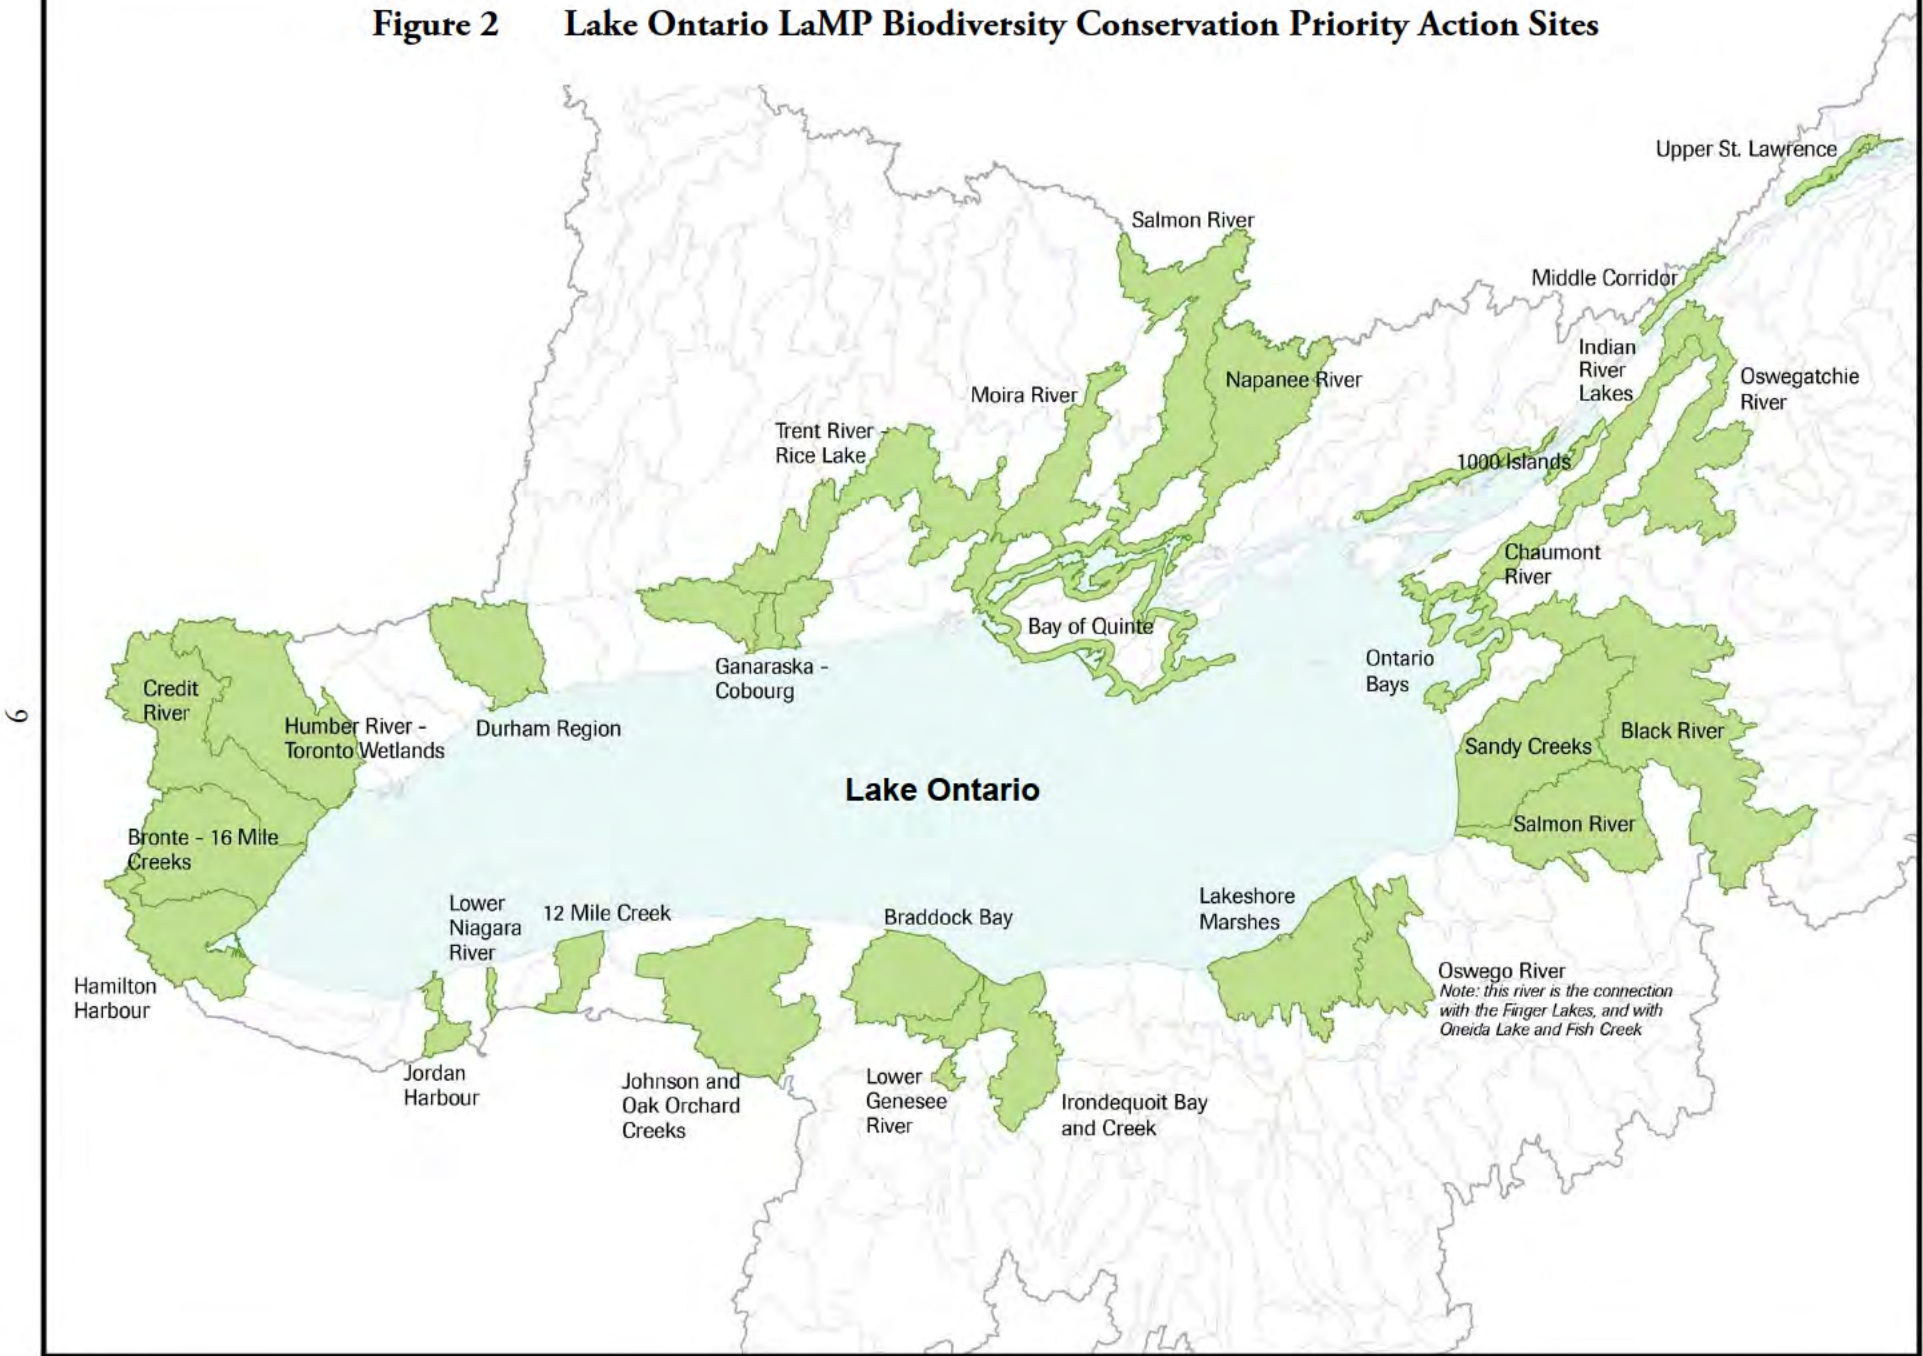 Figure 2 Lake Ontario LaMP Biodiversity Conservation Priority Action Sites
Upper St. Lawrence
Salmon River
Middle Corridor
Indian
River
Lakes
Oswegatchie
River
Napanee River
Moira River
Trent River -
Rice Lake
1000 Islands
Chaumont
River
Bay of Quinte
Ontario
Bays
Ganaraska -
Cobourg
Credit
River
Humber River -
Toronto Wetlands
Durham Region
Sandy Creeks
Black River
9
Lake Ontario
Salmon River
Bronte - 16 Mile
Creeks
Lower
Niagara
River
12 Mile Creek
Braddock Bay
Lakeshore
Marshes
Hamilton
Harbour
Oswego River
Note: this river is the connection
with the Finger Lakes, and with
Oneida Lake and Fish Creek
Jordan
Harbour
Johnson and
Oak Orchard
Creeks
Lower
Genesee
River
Irondequoit Bay
and Creek